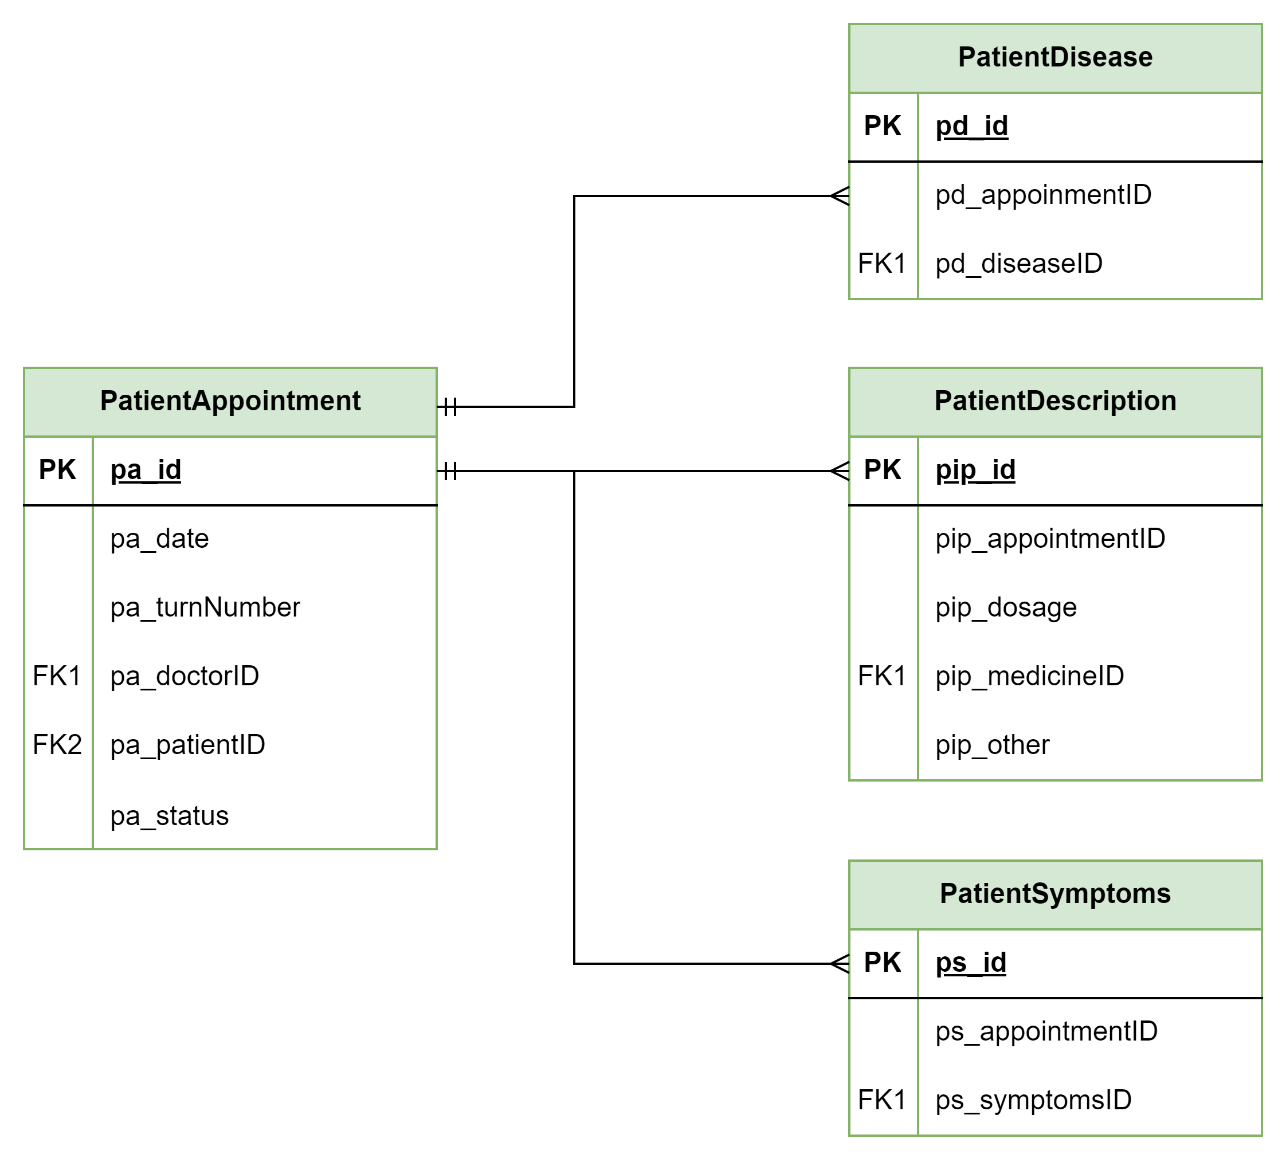 PatientDisease
PK pd_id
pd_appoinmentID
FK1 pd_diseaseID
PatientAppointment
PK pa_id
pa_date
pa_turnNumber
FK1 pa_doctorID
FK2 pa_patientID
pa_status
PatientDescription
PK pip_id
pip_appointmentID
pip_dosage
FK1 pip_medicineID
pip_other
PatientSymptoms
PK ps_id
ps_appointmentID
FK1 ps_symptomsID